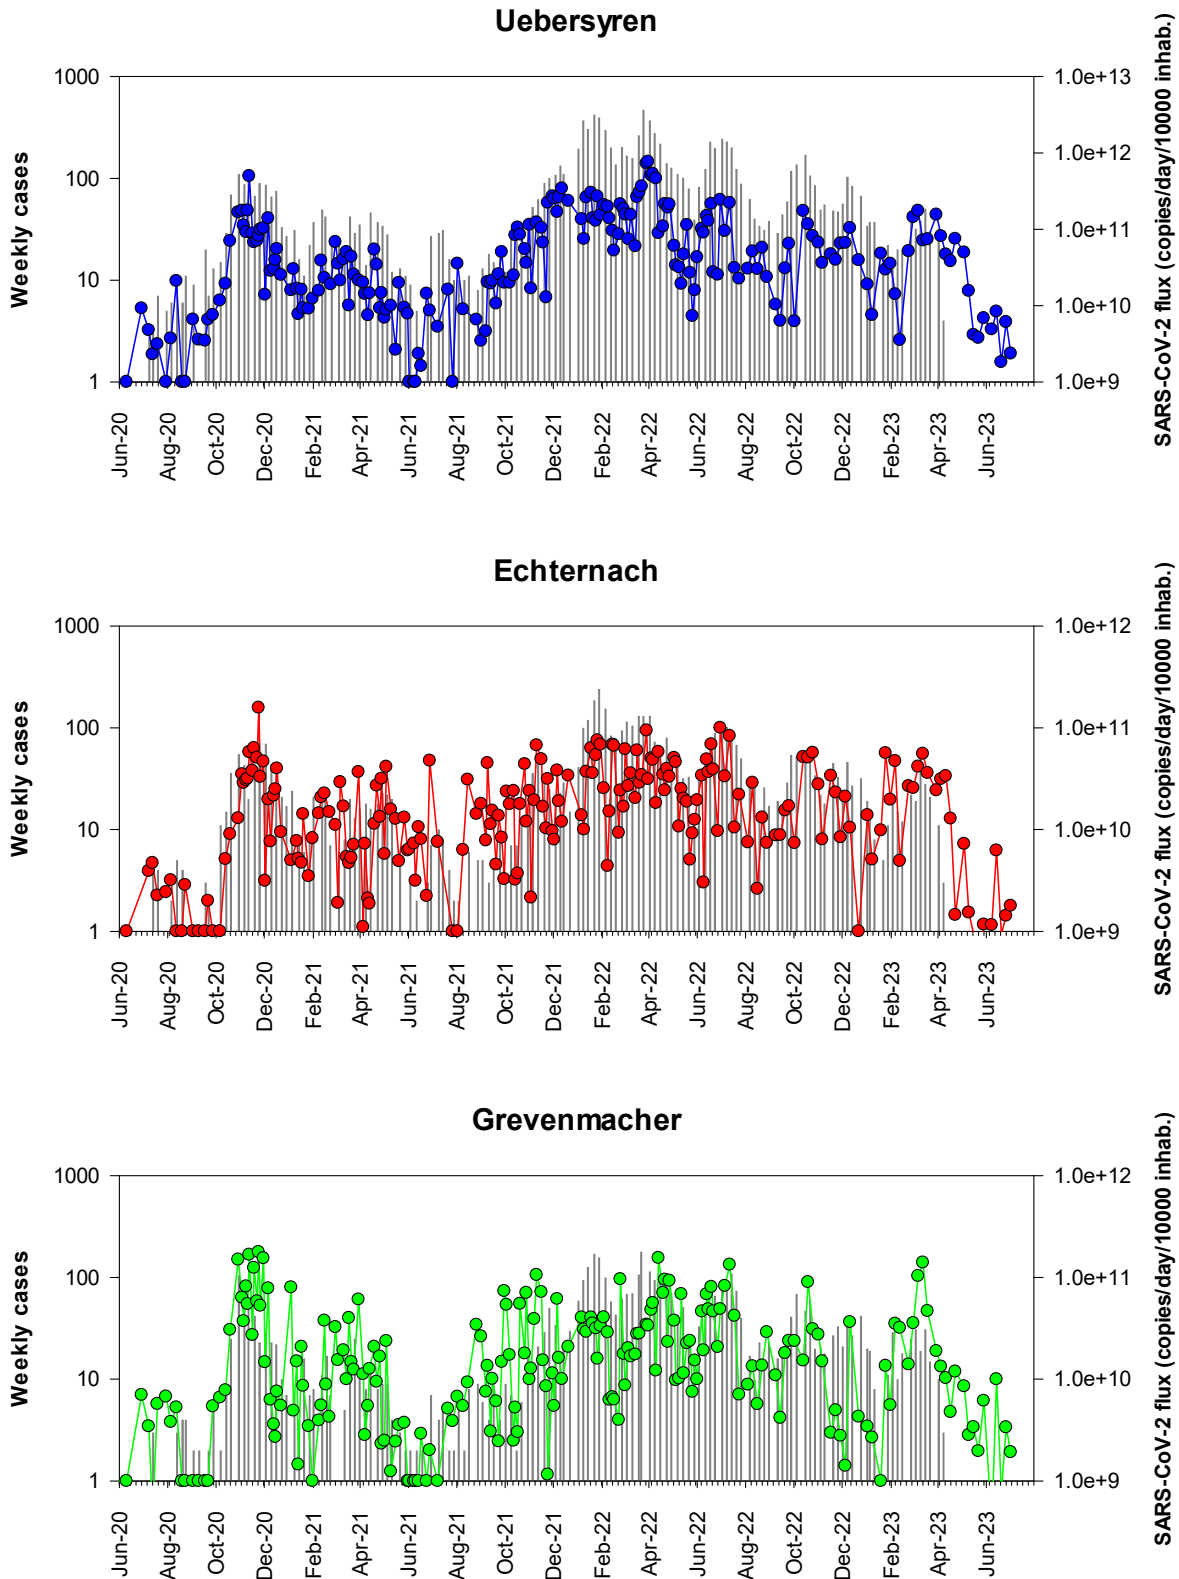 Uebersyren
Weekly cases
1000
100
10
1
1.0e+13
1.0e+12
1.0e+11
1.0e+10
1.0e+9
SARS-CoV-2 flux (copies/day/10000 inhab.)
Jun-20
Aug-20
Oct-20
Dec-20
Feb-21
Apr-21
Jun-21
Aug-21
Oct-21
Dec-21
Feb-22
Apr-22
Jun-22
Aug-22
Oct-22
Dec-22
Feb-23
Apr-23
Jun-23
Echternach
Weekly cases
1000
100
10
1
1.0e+12
1.0e+11
1.0e+10
1.0e+9
SARS-CoV-2 flux (copies/day/10000 inhab.)
Jun-20
Aug-20
Oct-20
Dec-20
Feb-21
Apr-21
Jun-21
Aug-21
Oct-21
Dec-21
Feb-22
Apr-22
Jun-22
Aug-22
Oct-22
Dec-22
Feb-23
Apr-23
Jun-23
Grevenmacher
Weekly cases
1000
100
10
1
1.0e+12
1.0e+11
1.0e+10
1.0e+9
SARS-CoV-2 flux (copies/day/10000 inhab.)
Jun-20
Aug-20
Oct-20
Dec-20
Feb-21
Apr-21
Jun-21
Aug-21
Oct-21
Dec-21
Feb-22
Apr-22
Jun-22
Aug-22
Oct-22
Dec-22
Feb-23
Apr-23
Jun-23